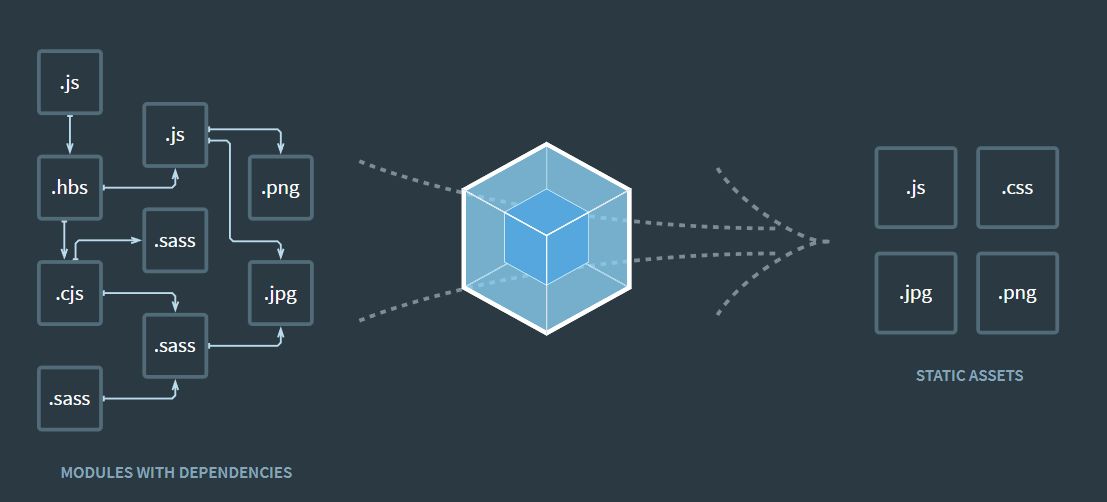 .js
.js
.hbs
.png
.sass
.cjs
.jpg
.sass
.sass
MODULES WITH DEPENDENCIES
.js
.css
.jpg
.png
STATIC ASSETS